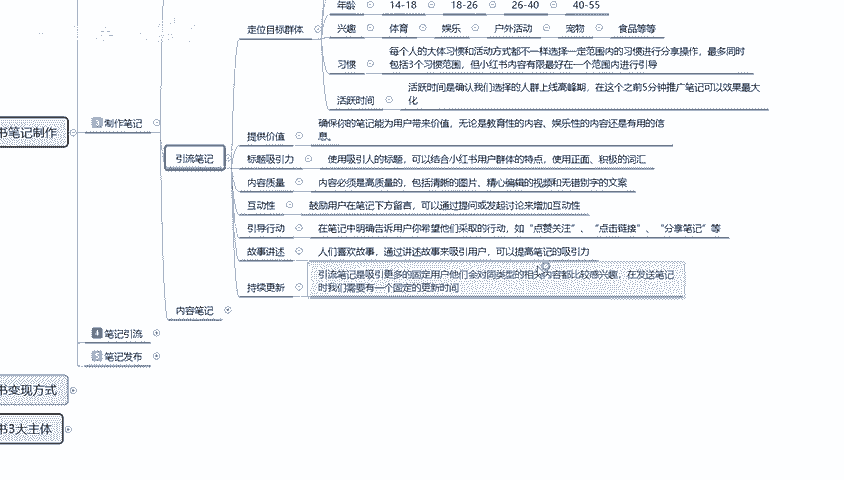 年龄 14-18 18-26 26-40 40-55
走位目标群体
兴趣 体育 娱乐 户外活动 宠物 食品等等
每个人的大体习惯和活动方式都不一样选择一定范围内的习惯进行分享操作，最多同时
包括3个习惯范围，但小红书内容有限最好在一个范围内进行引导
习惯
活跃时间是确认我们选择的人群上线高峰期，在这个之前5分钟推广笔记可以效果最大
化
活跃时间
书笔记制作
3 制作笔记
引流笔记
确保你的笔记能为用户带来价值，无论是教育性的内容、娱乐性的内容还是有用的信
息。
提供价值
标题吸引力 使用吸引人的标题，可以结合小红书用户群体的特点，使用正面、积极的词汇
内容质量 内容必须是高质量的，包括清晰的图片、精心编辑的视频和无错别字的文案
互动性 鼓励用户在笔记下方留言，可以通过提问或发起讨论来增加互动性
引导行动 在笔记中明确告诉用户你希望他们采取的行动，如“点赞关注”、“点击链接”、“分享笔记”等
故事讲述 人们喜欢故事，通过讲述故事来吸引用户，可以提高笔记的吸引力
引流笔记是吸引更多的固定用户他们会对同类型的相关内容都比较感兴趣，在发送笔记
时我们需要有一个固定的更新时间
持续更新
内容笔记
4 笔记引流
5 笔记发布
书变现方式
书3大主体